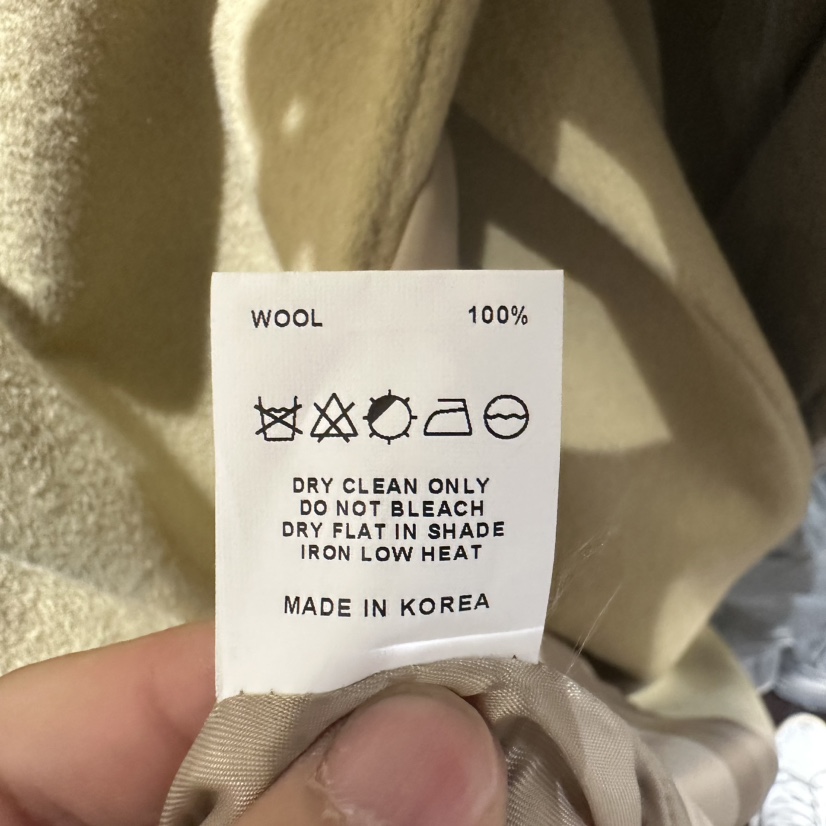 WOOL 100%
DRY CLEAN ONLY
DO NOT BLEACH
DRY FLAT IN SHADE
IRON LOW HEAT
MADE IN KOREA